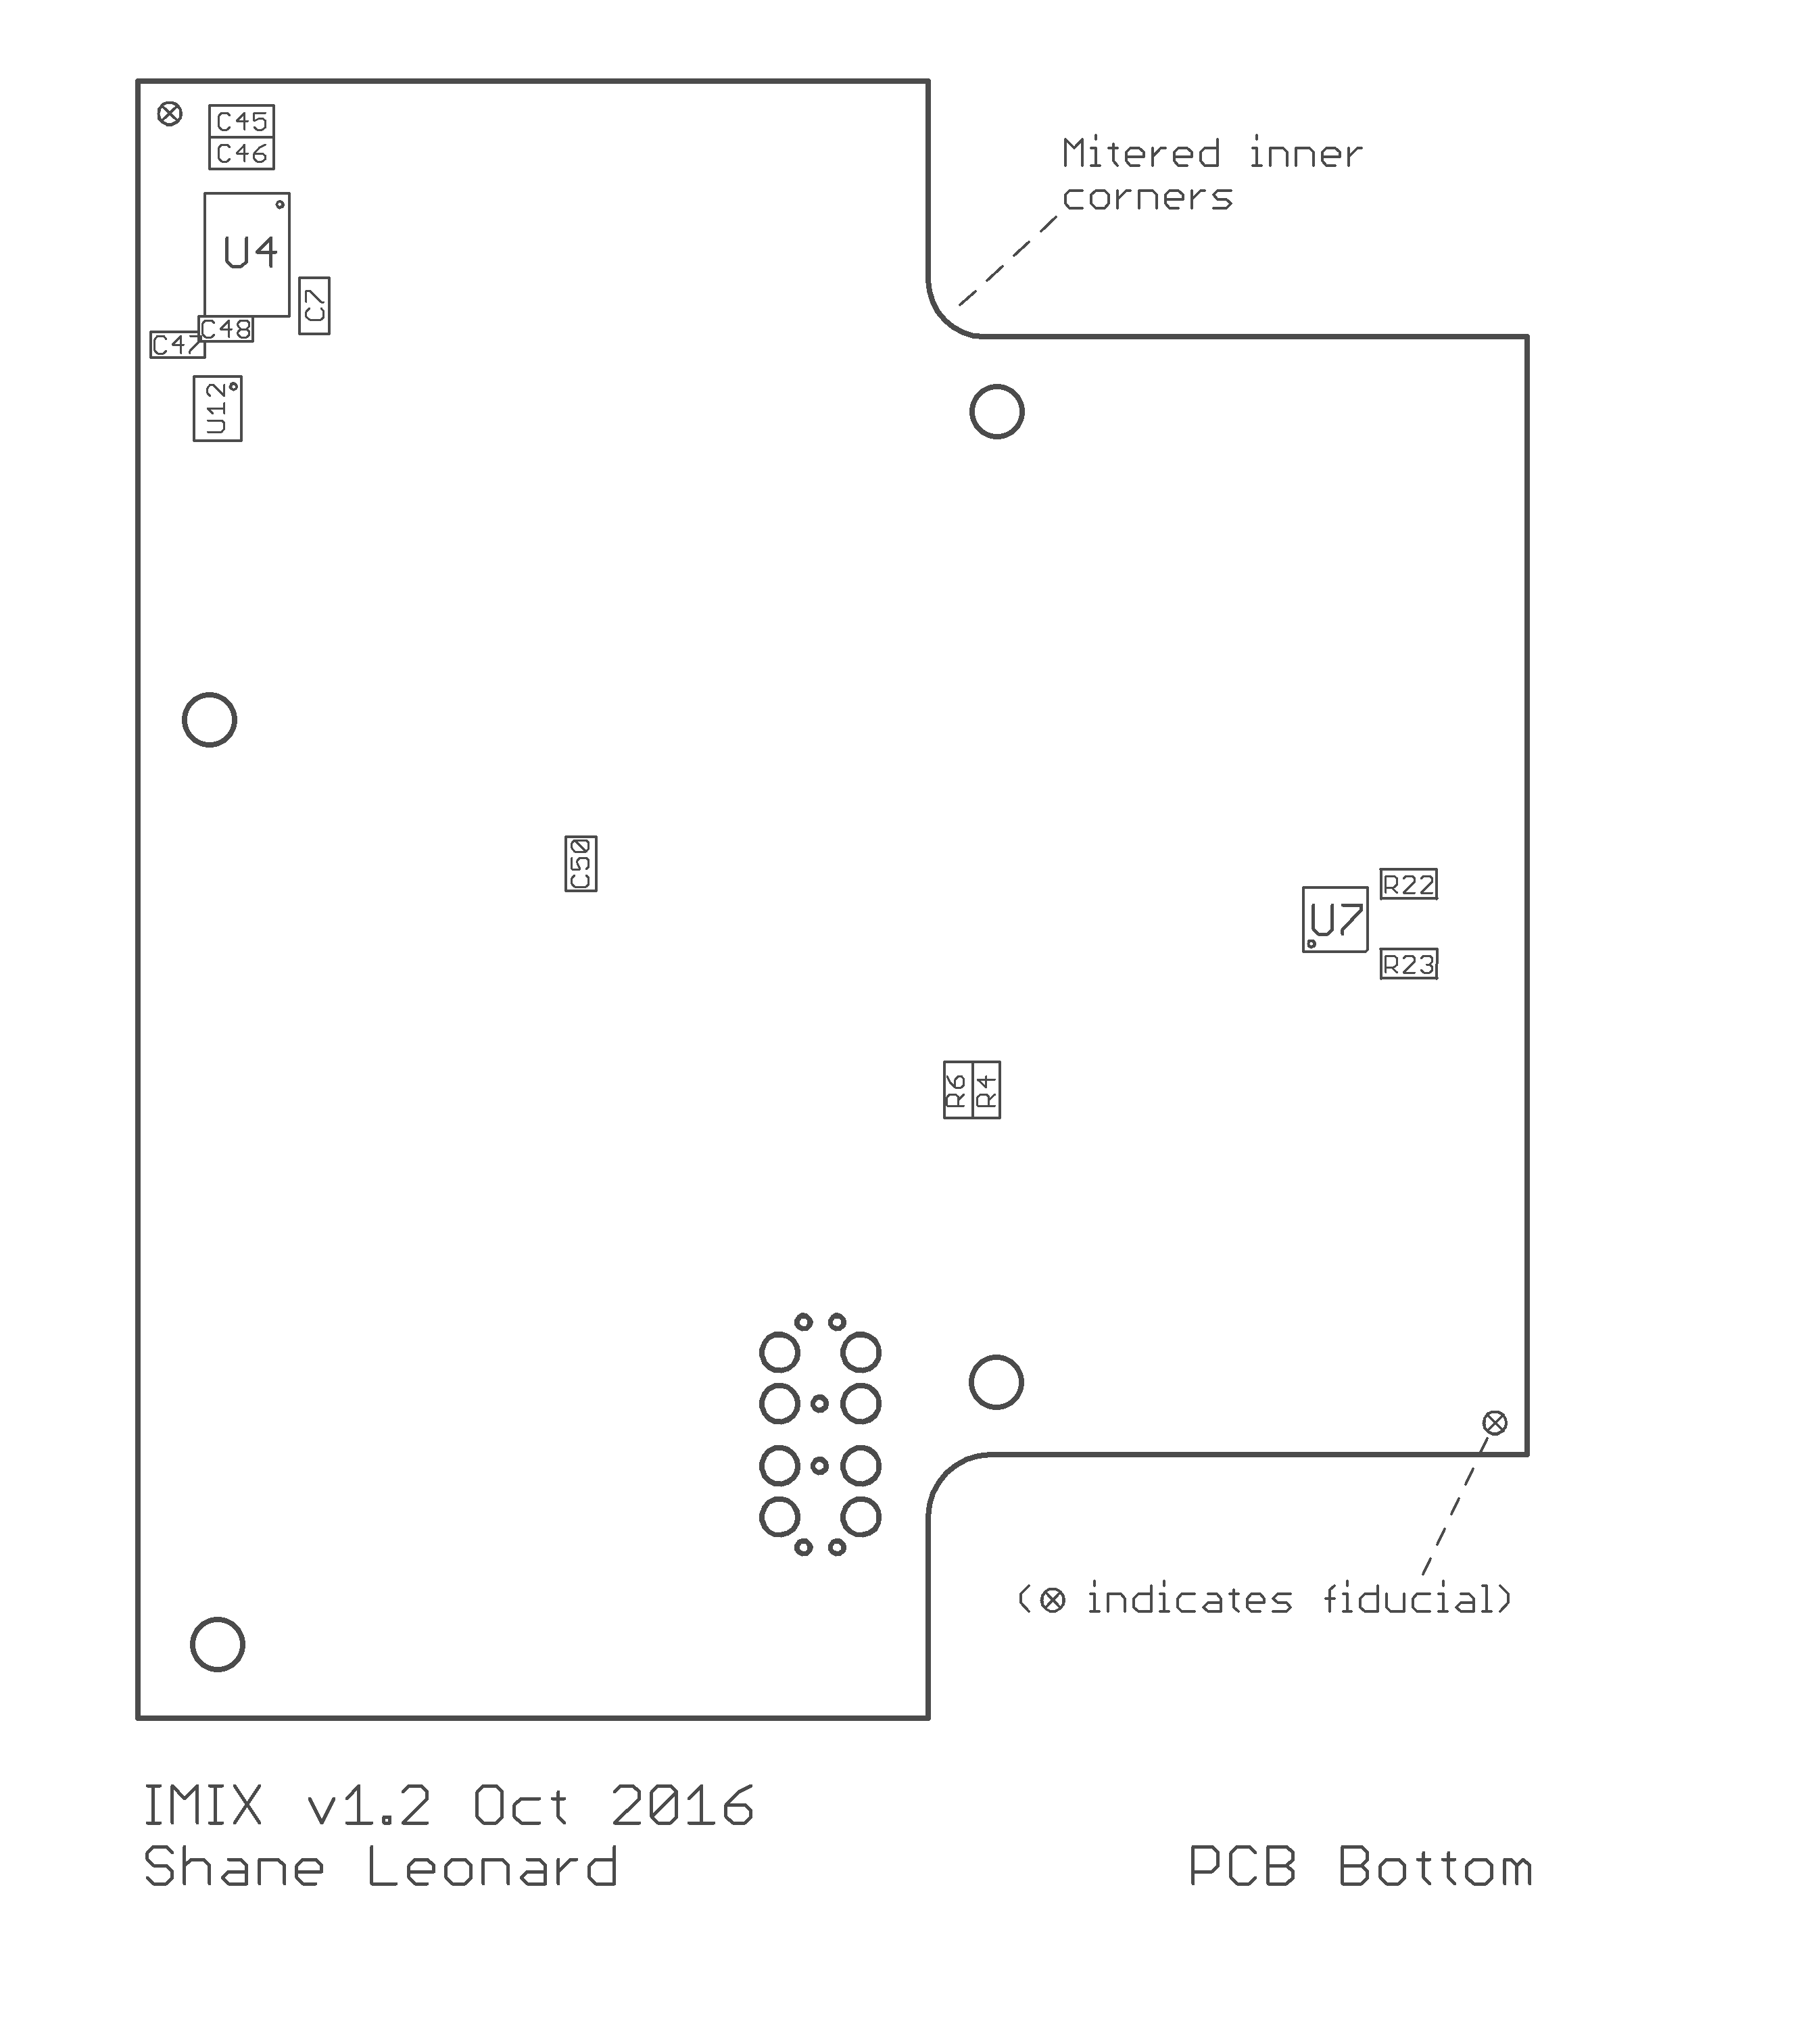 C45
C46
Mitered inner
corners
U4
C7
C48
C47
U12
C50
R22
U7
R23
R6
R4
(⊗ indicates fiducial)
IMIX v1.2 Oct 2016
Shane Leonard
PCB Bottom